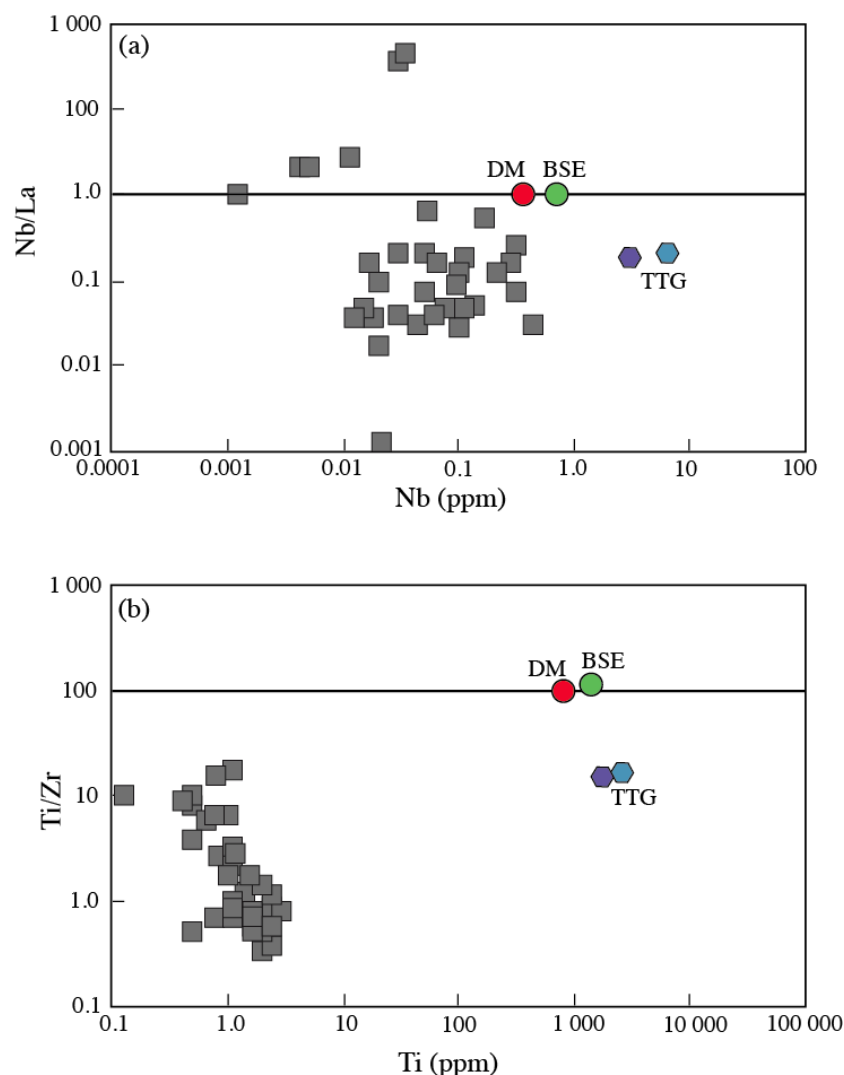 1 000
(a)
100
DM BSE
1.0
Nb/La
0.1
TTG
0.01
0.001
0.0001 0.001 0.01 0.1 1.0 10 100
Nb (ppm)
1 000
(b)
BSE
DM
100
Ti/Zr
10
TTG
1.0
0.1
0.1 1.0 10 100 1 000 10 000 100 000
Ti (ppm)